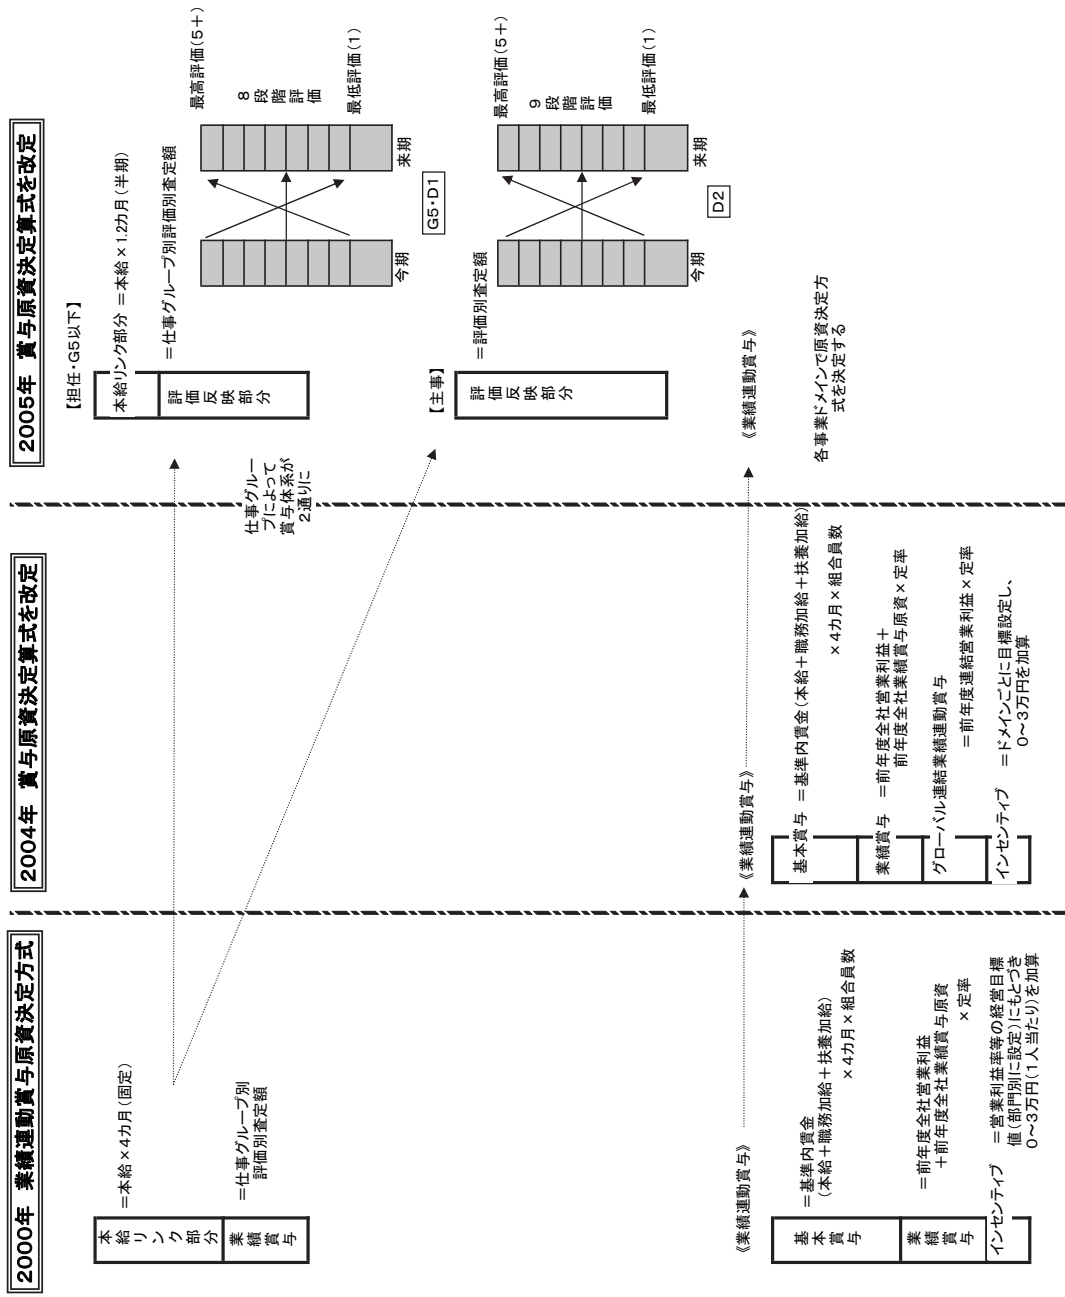 2000年 業績連動賞与原資決定方式
本給リンク部分
＝本給×4カ月(固定)
業績賞与
＝仕事グループ別
評価別査定額
《業績連動賞与》
基本賞与
＝基準内賃金
(本給＋職務加給＋扶養加給)
×4カ月×組合員数
業績賞与
＝前年度全社営業利益
＋前年度全社業績賞与原資
×定率
インセンティブ ＝営業利益率等の経営目標
値(部門別に設定)にもとづき
0～3万円(1人当たり)を加算
2004年 賞与原資決定算式を改定
《業績連動賞与》
基本賞与 ＝基準内賃金(本給＋職務加給＋扶養加給)
×4カ月×組合員数
業績賞与 ＝前年度全社営業利益＋
前年度全社業績賞与原資×定率
グローバル連結業績連動賞与
＝前年度連結営業利益×定率
インセンティブ ＝ドメインごとに目標設定し、
0～3万円を加算
2005年 賞与原資決定算式を改定
仕事グルー
プによって
賞与体系が
2通りに
【担任・G5以下】
本給リンク部分 ＝本給×1.2カ月(半期)
評価反映部分
＝仕事グループ別評価別査定額
今期
来期
最高評価(5＋)
8段階評価
最低評価(1)
G5・D1
【主事】
評価反映部分
＝評価別査定額
今期
来期
最高評価(5＋)
9段階評価
最低評価(1)
D2
《業績連動賞与》
各事業ドメインで原資決定方
式を決定する